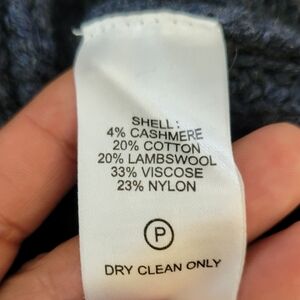 SHELL:
4% CASHMERE
20% COTTON
20% LAMBSWOOL
33% VISCOSE
23% NYLON
P
DRY CLEAN ONLY